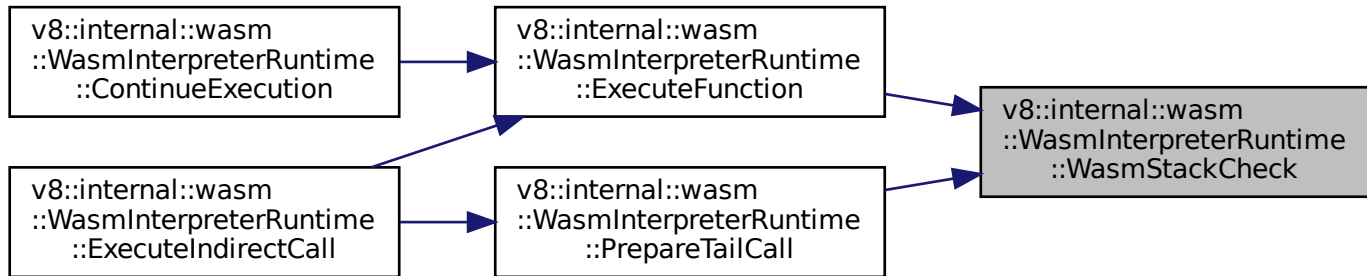 v8::internal::wasm
::WasmInterpreterRuntime
::ContinueExecution
v8::internal::wasm
::WasmInterpreterRuntime
::ExecuteFunction
v8::internal::wasm
::WasmInterpreterRuntime
::WasmStackCheck
v8::internal::wasm
::WasmInterpreterRuntime
::ExecuteIndirectCall
v8::internal::wasm
::WasmInterpreterRuntime
::PrepareTailCall